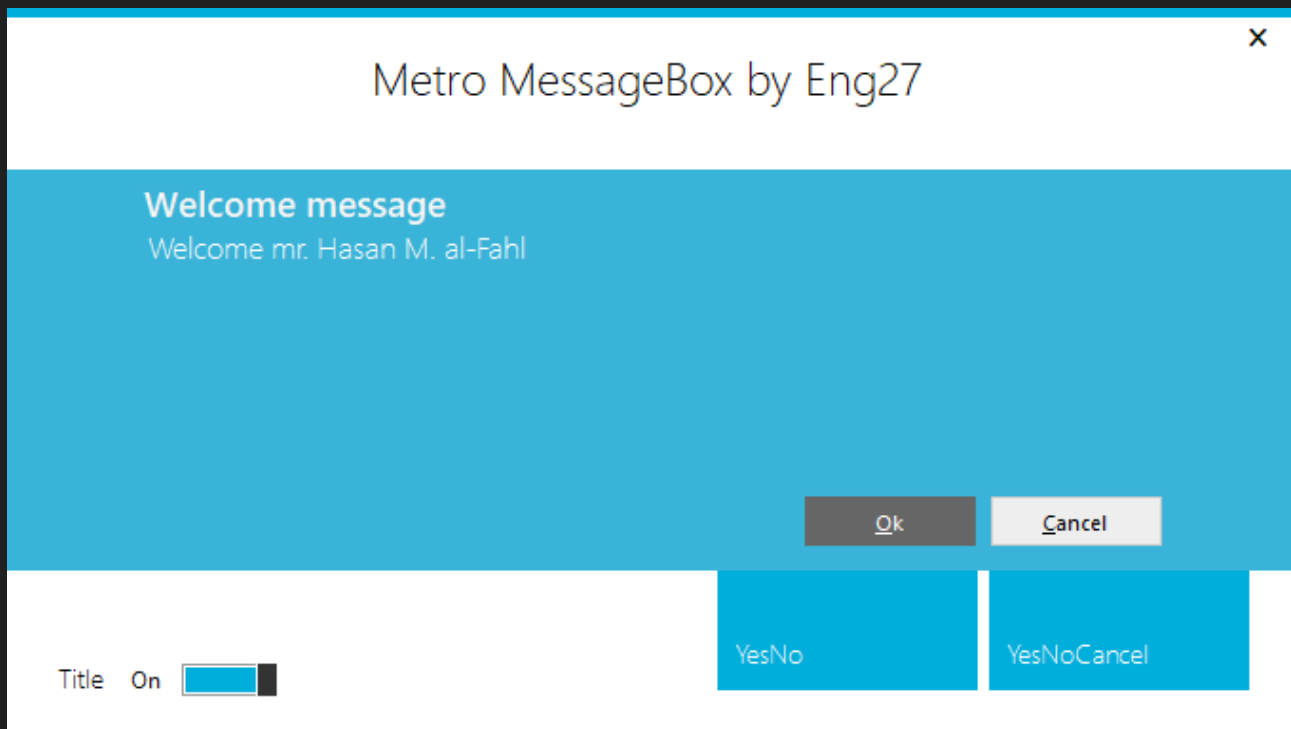 Metro MessageBox by Eng27
Welcome message
Welcome mr. Hasan M. al-Fahl
Ok Cancel
YesNo YesNoCancel
Title On